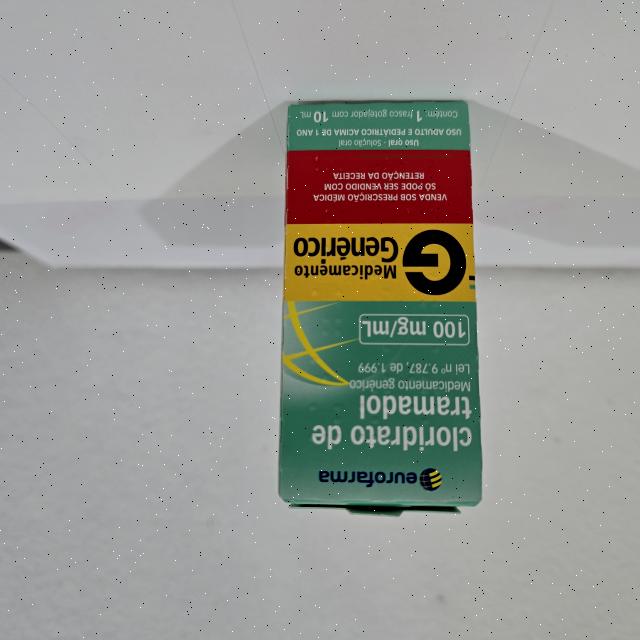 eurofarma
cloridrato de
tramadol
Medicamento genérico
Lei nº 9.787, de 1.999
100 mg/mL
G Medicamento
Genérico
VENDA SOB PRESCRIÇÃO MÉDICA
SÓ PODE SER VENDIDO COM
RETENÇÃO DA RECEITA
Uso oral - Solução oral
USO ADULTO E PEDIÁTRICO ACIMA DE 1 ANO
Contém: 1 frasco gotejador com 10 mL